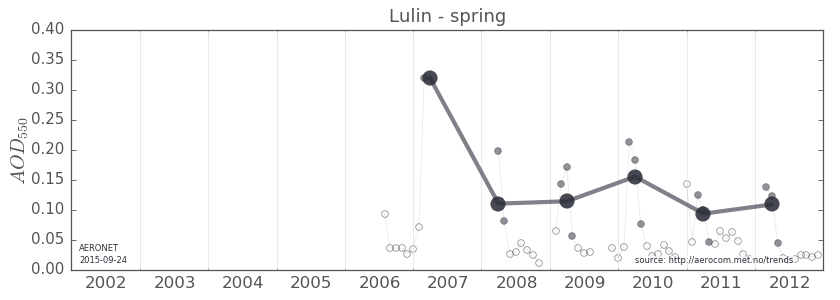 Lulin - spring
0.40
0.35
0.30
0.25
0.20
0.15
0.10
0.05
0.00
AOD550
AERONET
2015-09-24
source: http://aerocom.met.no/trends
2002 2003 2004 2005 2006 2007 2008 2009 2010 2011 2012